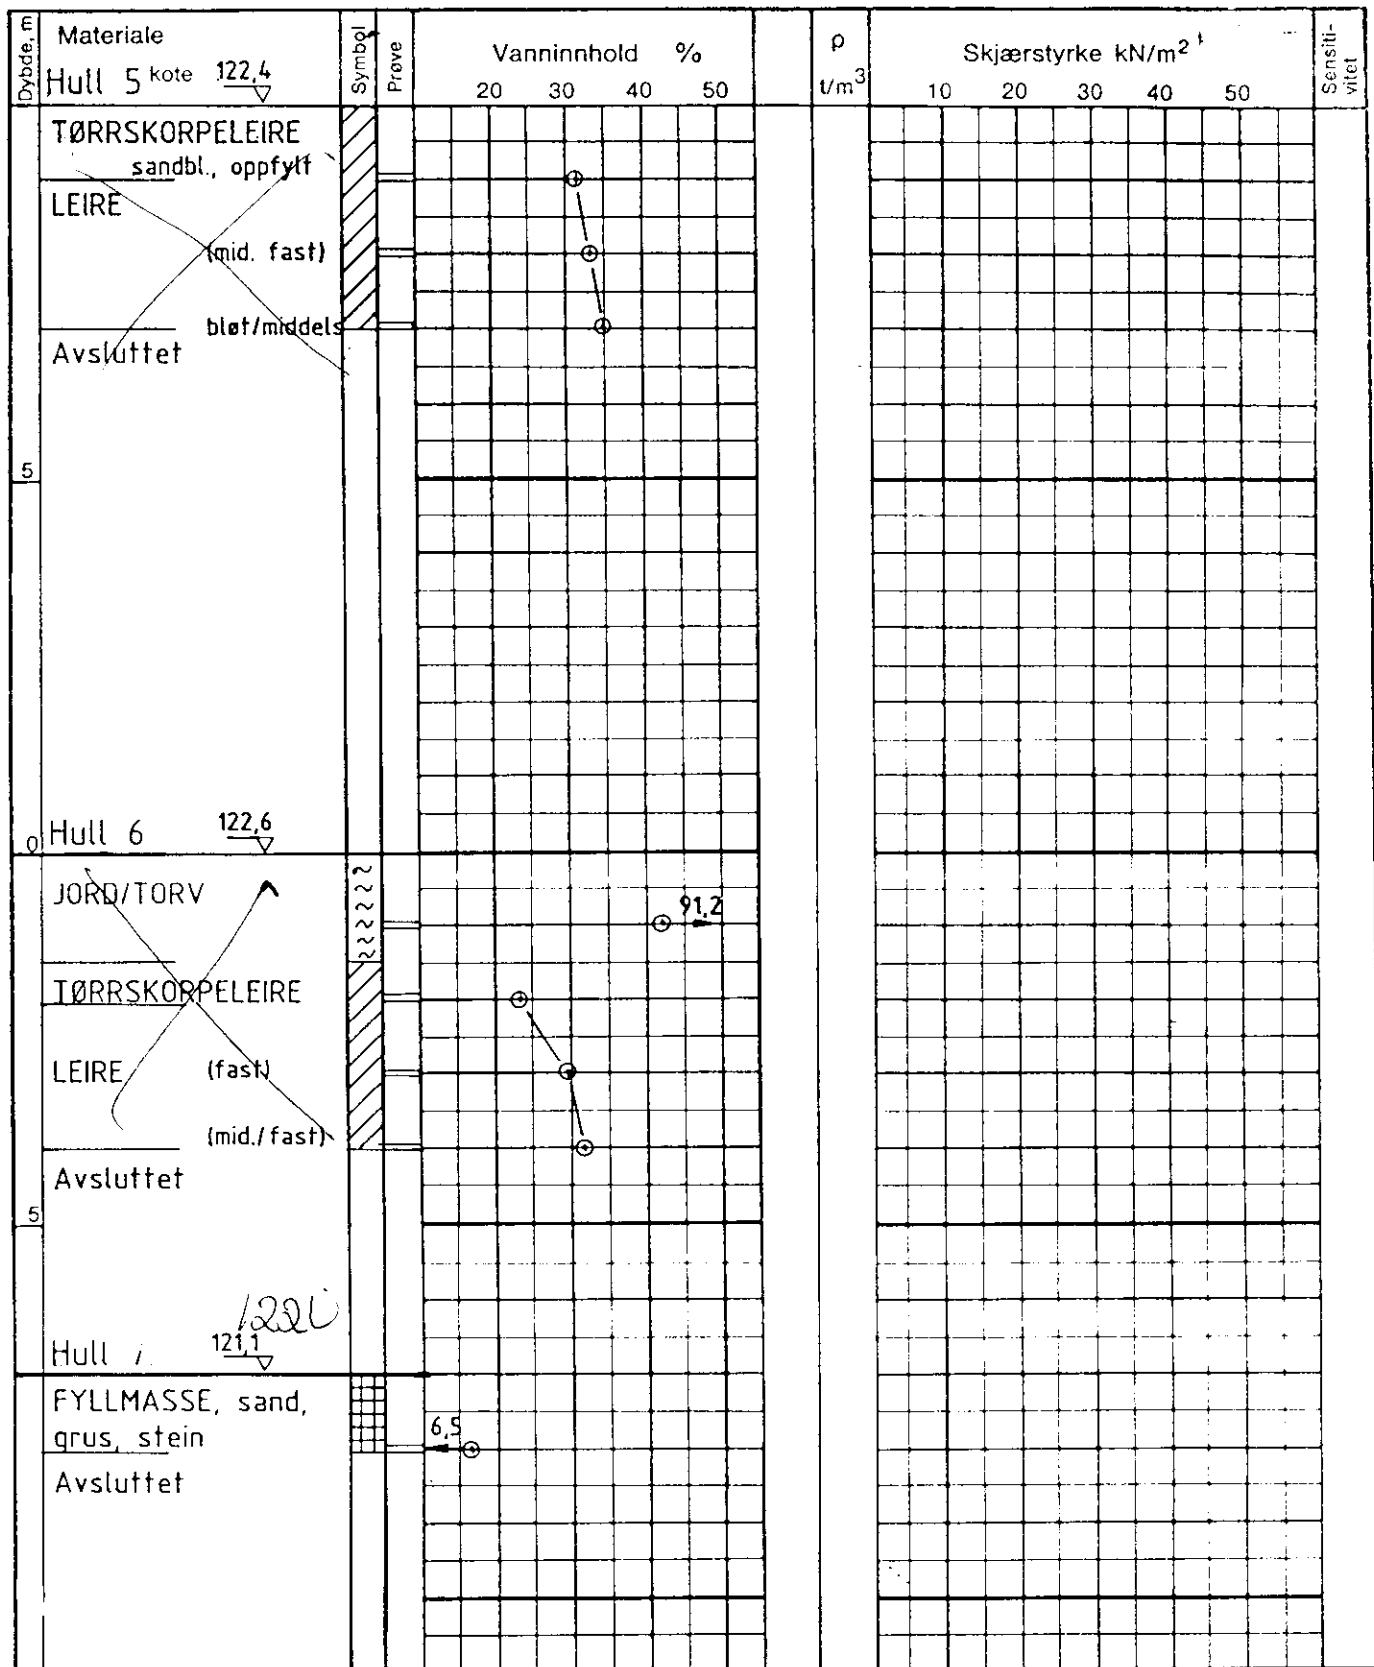 Dybde, m
Materiale
Symbol
Prøve
Vanninnhold %
ρ
t/m³
Skjærstyrke kN/m²
Sensiti-
vitet
Hull 5 kote 122,4
20 30 40 50
10 20 30 40 50
TØRRSKORPELEIRE
sandbl., oppfylt
LEIRE
(mid. fast)
bløt/middels
Avsluttet
5
0
Hull 6 122,6
JORD/TORV
91,2
TØRRSKORPELEIRE
LEIRE (fast)
(mid./fast)
Avsluttet
5
Hull 121,1
FYLLMASSE, sand,
grus, stein
6,5
Avsluttet